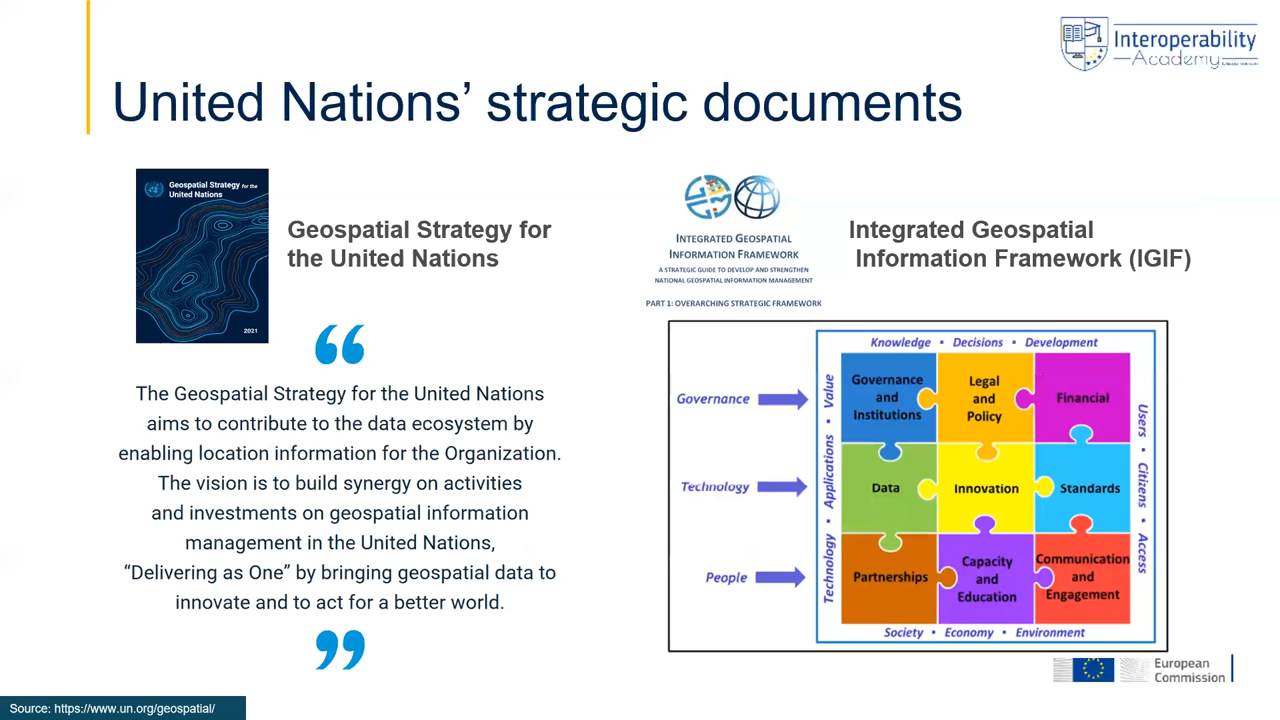 Interoperability
Academy
United Nations’ strategic documents
Geospatial Strategy for the
United Nations
2021
Geospatial Strategy for
the United Nations
“
The Geospatial Strategy for the United Nations
aims to contribute to the data ecosystem by
enabling location information for the Organization.
The vision is to build synergy on activities
and investments on geospatial information
management in the United Nations,
“Delivering as One” by bringing geospatial data to
innovate and to act for a better world.
”
INTEGRATED GEOSPATIAL
INFORMATION FRAMEWORK
A STRATEGIC GUIDE TO DEVELOP AND STRENGTHEN
NATIONAL GEOSPATIAL INFORMATION MANAGEMENT
PART 1: OVERARCHING STRATEGIC FRAMEWORK
Integrated Geospatial
Information Framework (IGIF)
Knowledge • Decisions • Development
Governance
Technology
People
Technology • Applications • Value
Governance
and
Institutions
Legal
and
Policy
Financial
Data
Innovation
Standards
Partnerships
Capacity
and
Education
Communication
and
Engagement
Users • Citizens • Access
Society • Economy • Environment
European
Commission
Source: https://www.un.org/geospatial/